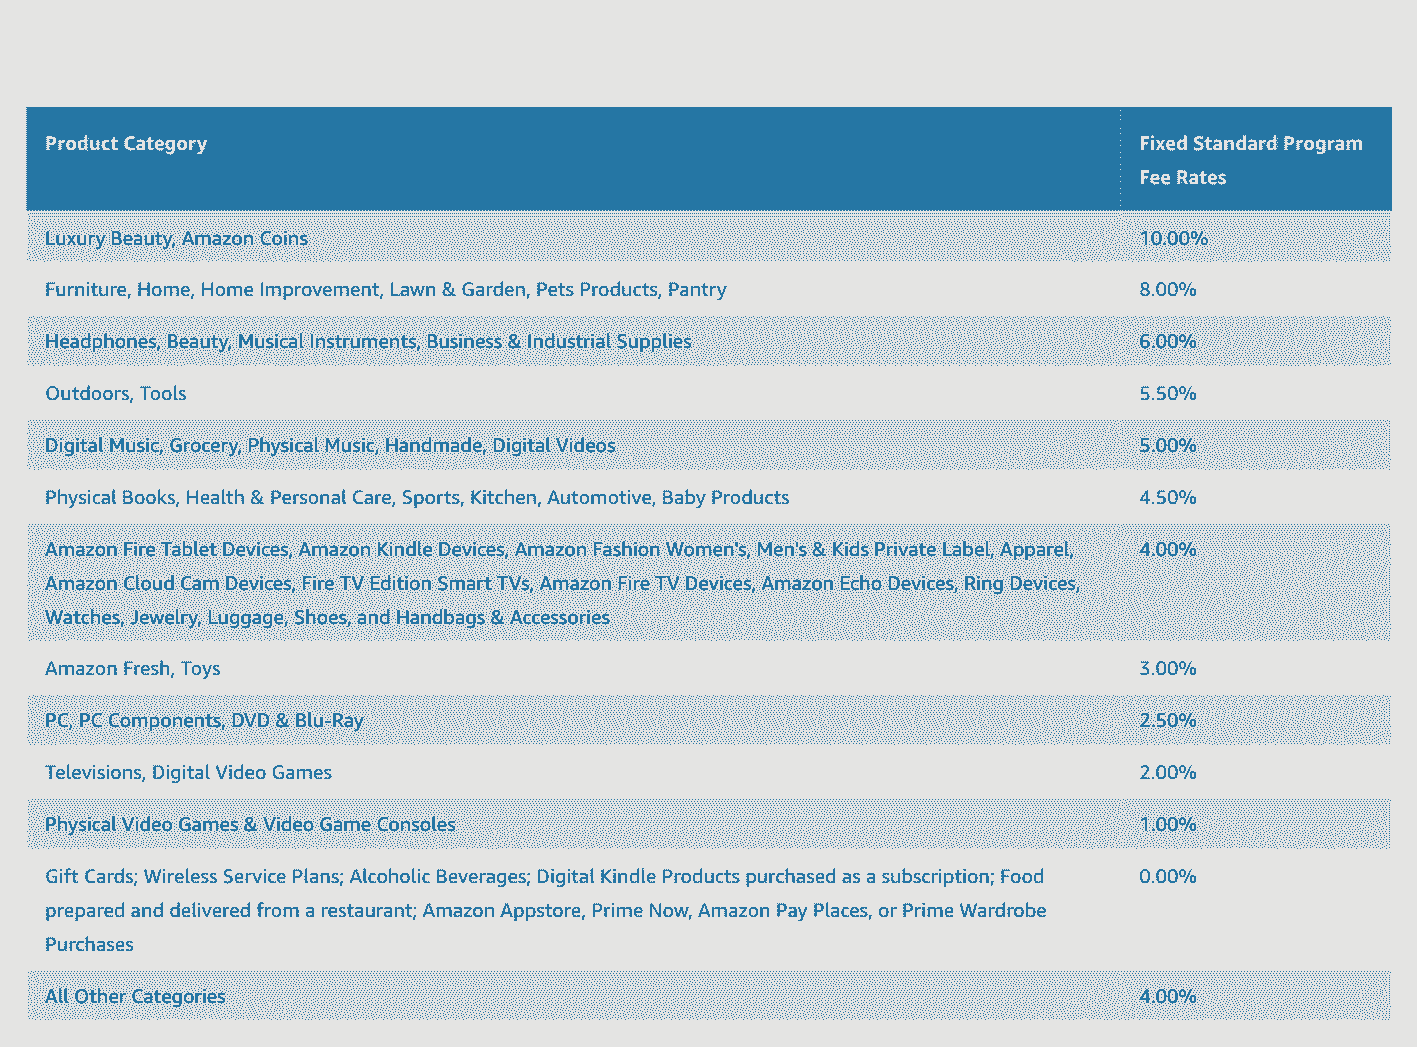 Product Category
Fixed Standard Program
Fee Rates
Luxury Beauty, Amazon Coins 10.00%
Furniture, Home, Home Improvement, Lawn & Garden, Pets Products, Pantry 8.00%
Headphones, Beauty, Musical Instruments, Business & Industrial Supplies 6.00%
Outdoors, Tools 5.50%
Digital Music, Grocery, Physical Music, Handmade, Digital Videos 5.00%
Physical Books, Health & Personal Care, Sports, Kitchen, Automotive, Baby Products 4.50%
Amazon Fire Tablet Devices, Amazon Kindle Devices, Amazon Fashion Women's, Men's & Kids Private Label, Apparel, 4.00%
Amazon Cloud Cam Devices, Fire TV Edition Smart TVs, Amazon Fire TV Devices, Amazon Echo Devices, Ring Devices,
Watches, Jewelry, Luggage, Shoes, and Handbags & Accessories
Amazon Fresh, Toys 3.00%
PC, PC Components, DVD & Blu-Ray 2.50%
Televisions, Digital Video Games 2.00%
Physical Video Games & Video Game Consoles 1.00%
Gift Cards; Wireless Service Plans; Alcoholic Beverages; Digital Kindle Products purchased as a subscription; Food 0.00%
prepared and delivered from a restaurant; Amazon Appstore, Prime Now, Amazon Pay Places, or Prime Wardrobe
Purchases
All Other Categories 4.00%